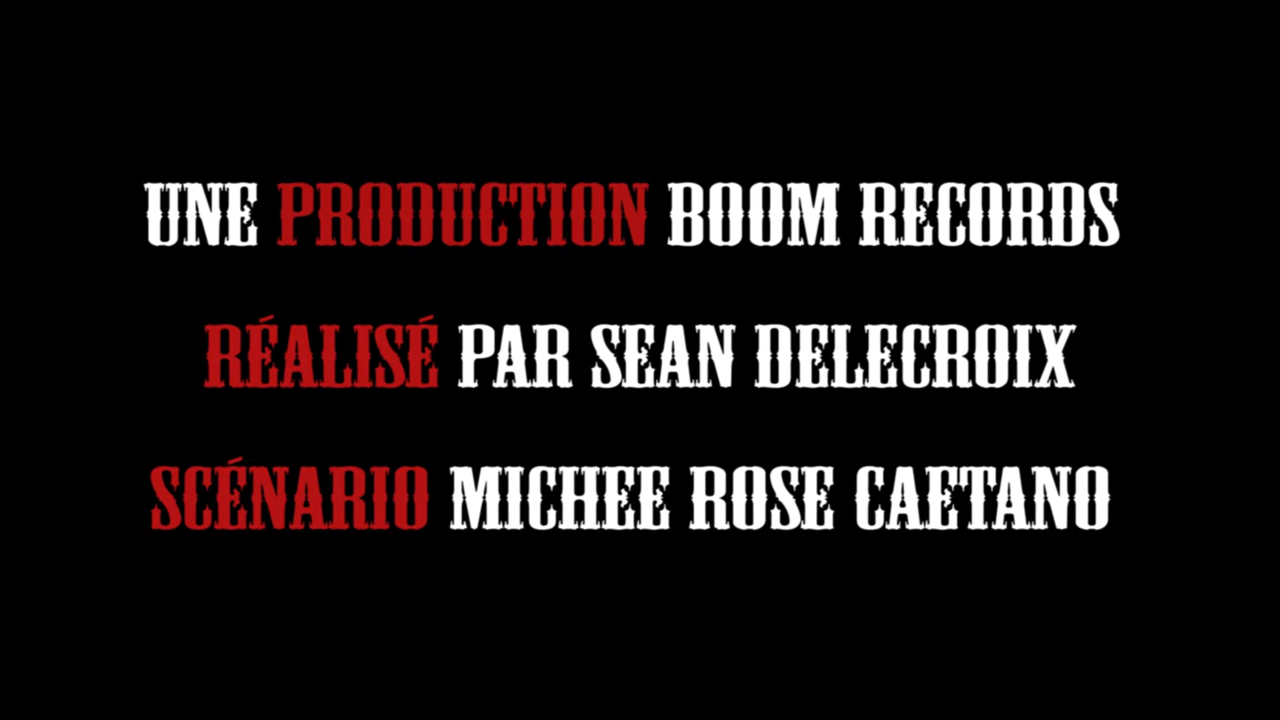 UNE PRODUCTION BOOM RECORDS
RÉALISÉ PAR SEAN DELECROIX
SCÉNARIO MICHEE ROSE CAETANO